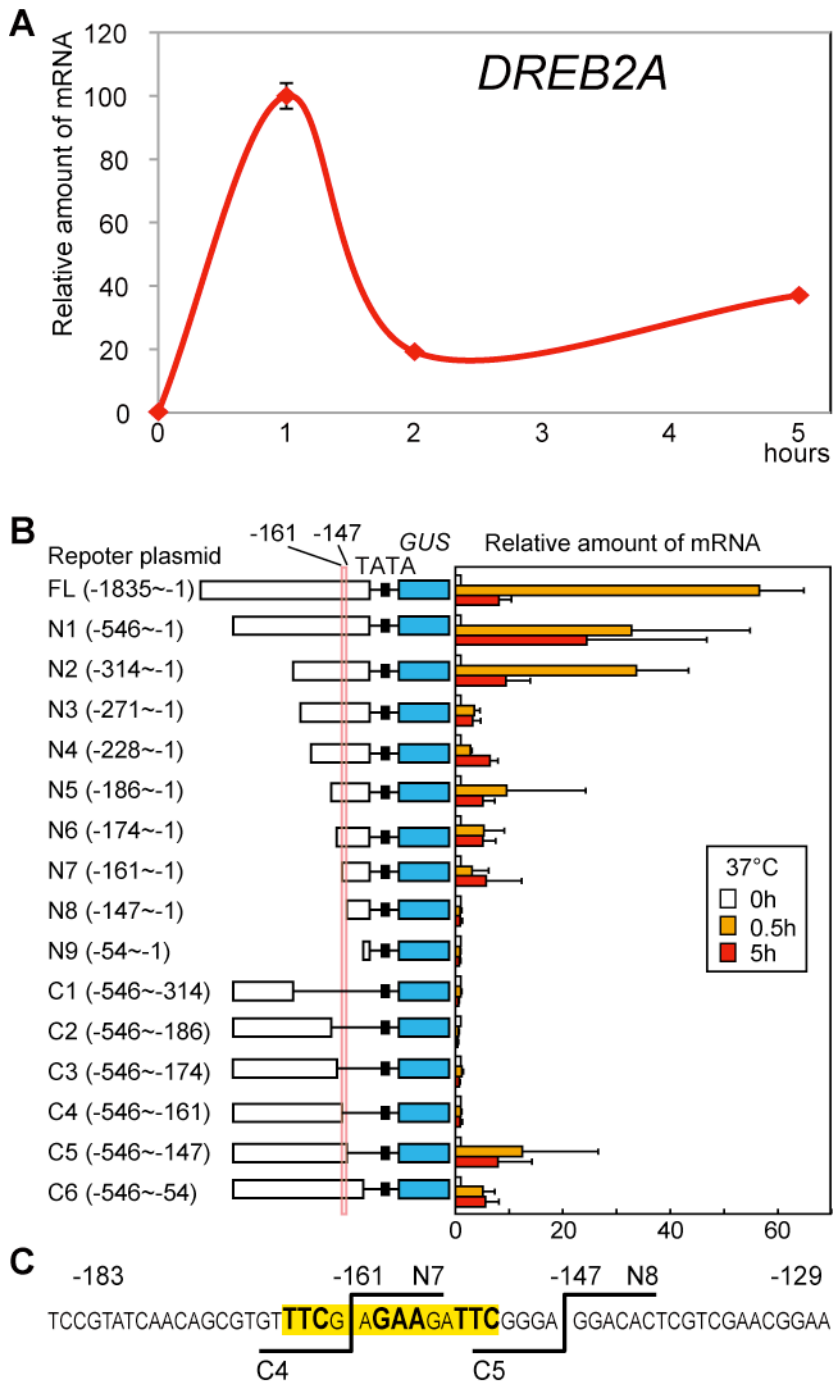 A
Relative amount of mRNA
120
100
80
60
40
20
0
DREB2A
0 1 2 3 4 5
hours
B
-161 -147
Repoter plasmid TATA GUS Relative amount of mRNA
FL (-1835~-1)
N1 (-546~-1)
N2 (-314~-1)
N3 (-271~-1)
N4 (-228~-1)
N5 (-186~-1)
N6 (-174~-1)
N7 (-161~-1)
N8 (-147~-1)
N9 (-54~-1)
C1 (-546~-314)
C2 (-546~-186)
C3 (-546~-174)
C4 (-546~-161)
C5 (-546~-147)
C6 (-546~-54)
37°C
0h
0.5h
5h
0 20 40 60
C
-183 -161 N7 -147 N8 -129
TCCGTATCAACAGCGTGTTTCG AGAAGATTCGGGGA GGACACTCGTCGAACGGAA
C4 C5